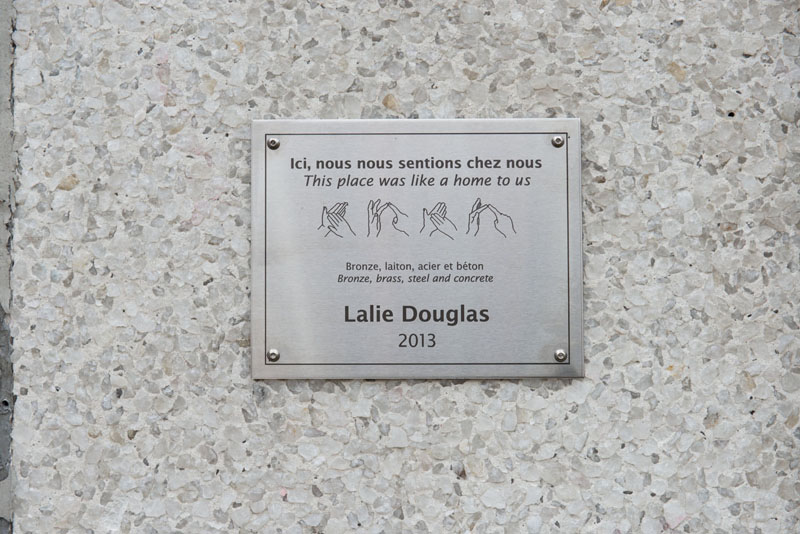 Ici, nous nous sentions chez nous
This place was like a home to us
Bronze, laiton, acier et béton
Bronze, brass, steel and concrete
Lalie Douglas
2013